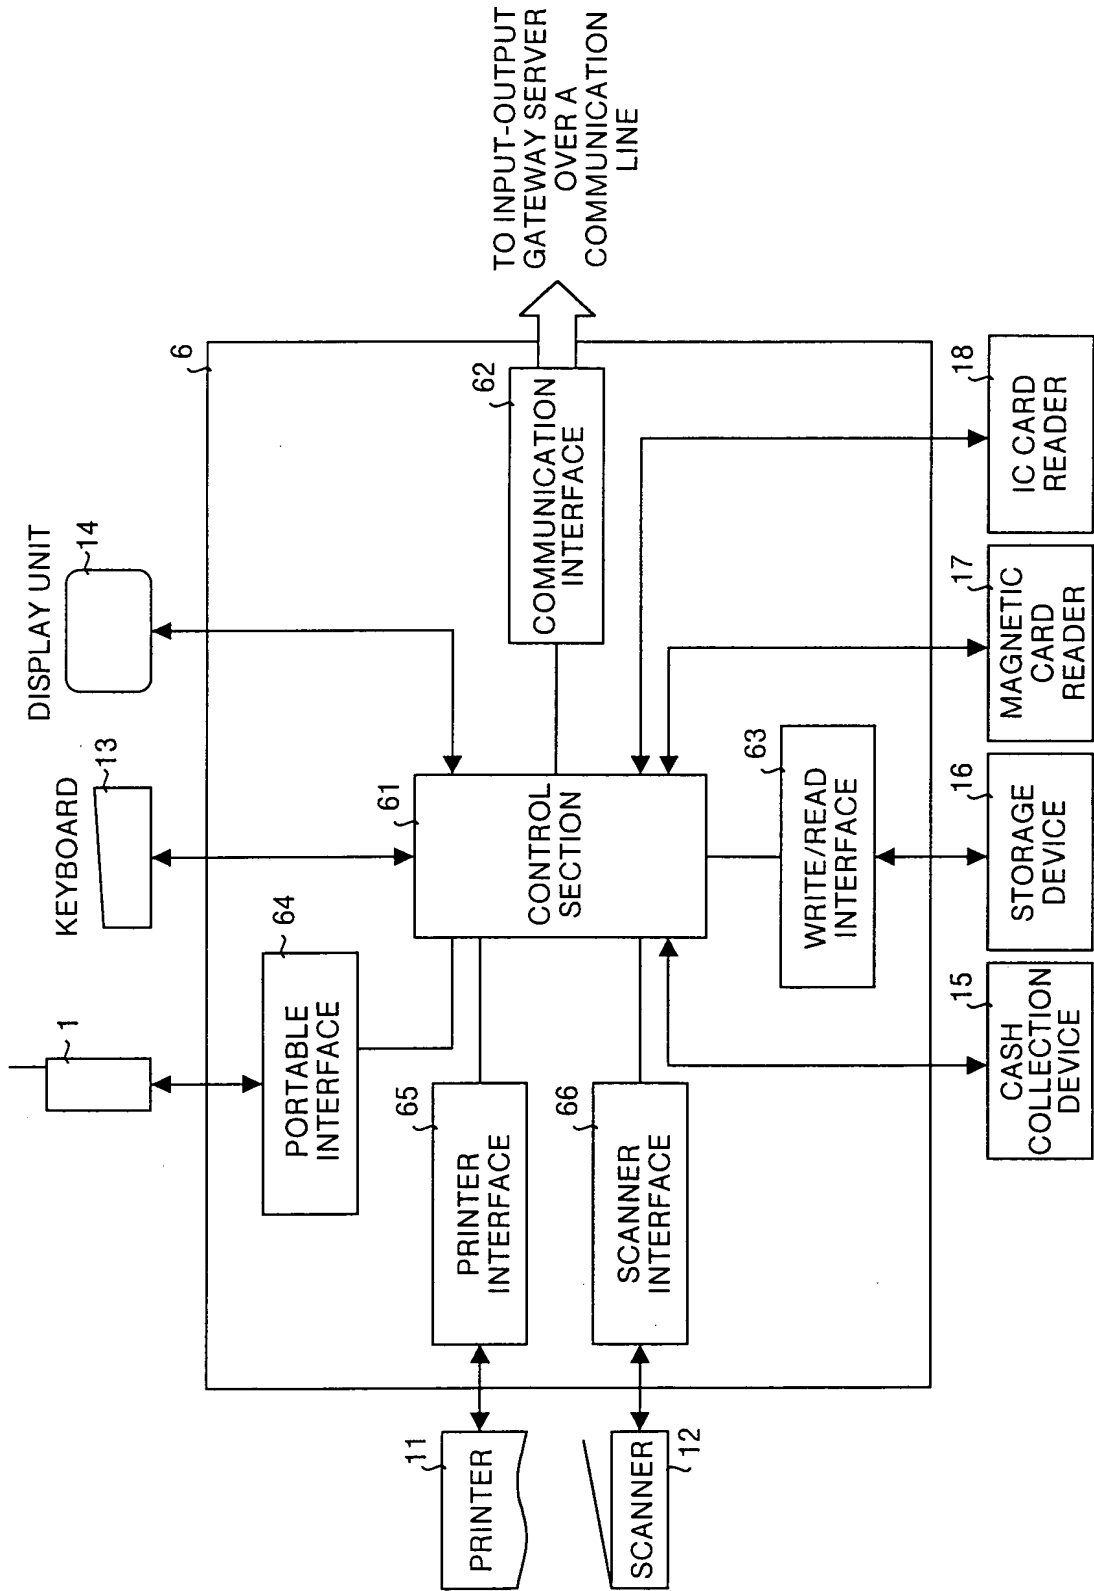 1
KEYBOARD
13
DISPLAY UNIT
14
6
64
PORTABLE
INTERFACE
61
CONTROL
SECTION
62
COMMUNICATION
INTERFACE
TO INPUT-OUTPUT
GATEWAY SERVER
OVER A
COMMUNICATION
LINE
11
PRINTER
65
PRINTER
INTERFACE
12
SCANNER
66
SCANNER
INTERFACE
63
WRITE/READ
INTERFACE
15
CASH
COLLECTION
DEVICE
16
STORAGE
DEVICE
17
MAGNETIC
CARD
READER
18
IC CARD
READER